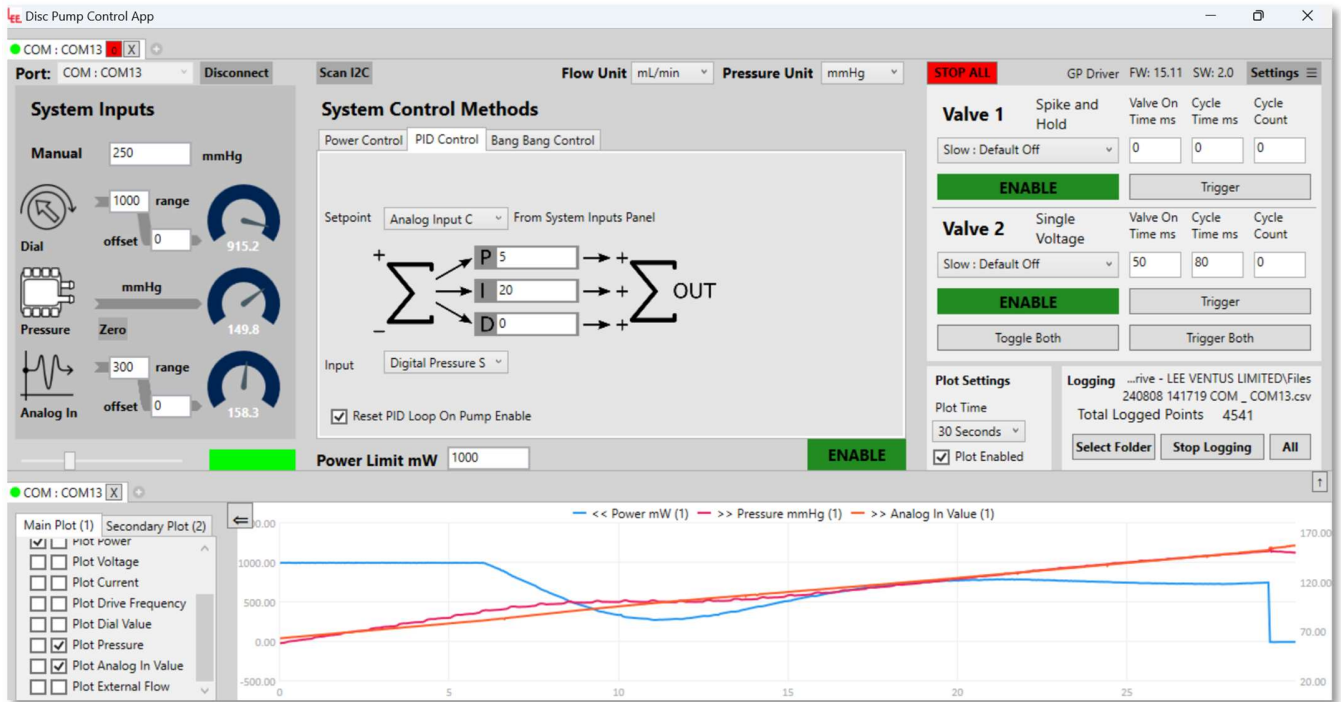 LEE Disc Pump Control App
COM : COM13 X
Port: COM : COM13 Disconnect
Scan I2C Flow Unit mL/min Pressure Unit mmHg
STOP ALL GP Driver FW: 15.11 SW: 2.0 Settings
System Inputs
Manual 250 mmHg
1000 range
offset 0
Dial 915.2
mmHg
Pressure Zero 149.8
300 range
offset 0
Analog In 158.3
System Control Methods
Power Control PID Control Bang Bang Control
Setpoint Analog Input C From System Inputs Panel
+
P 5 +
I 20 + OUT
D 0 +
−
Input Digital Pressure S
Reset PID Loop On Pump Enable
Power Limit mW 1000 ENABLE
Valve 1 Spike and Hold Valve On Time ms Cycle Time ms Cycle Count
Slow : Default Off 0 0 0
ENABLE Trigger
Valve 2 Single Voltage Valve On Time ms Cycle Time ms Cycle Count
Slow : Default Off 50 80 0
ENABLE Trigger
Toggle Both Trigger Both
Plot Settings
Plot Time
30 Seconds
Plot Enabled
Logging ...rive - LEE VENTUS LIMITED\Files
240808 141719 COM _ COM13.csv
Total Logged Points 4541
Select Folder Stop Logging All
COM : COM13 X
Main Plot (1) Secondary Plot (2)
Plot Power
Plot Voltage
Plot Current
Plot Drive Frequency
Plot Dial Value
Plot Pressure
Plot Analog In Value
Plot External Flow
<< Power mW (1) >> Pressure mmHg (1) >> Analog In Value (1)
1000.00
500.00
0.00
-500.00
170.00
120.00
70.00
20.00
0 5 10 15 20 25